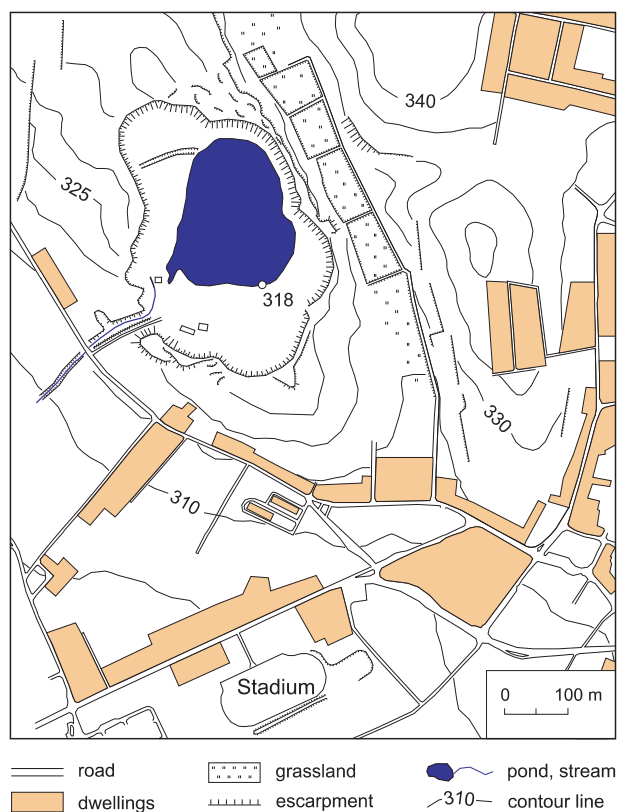 340
325
318
330
310
Stadium
0 100 m
road
grassland
pond, stream
dwellings
escarpment
310
contour line